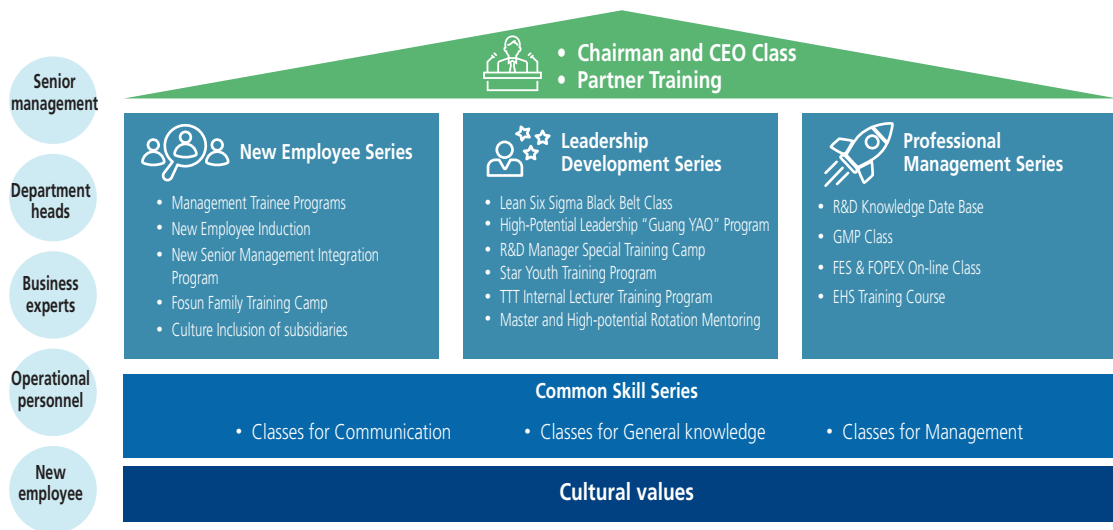 Senior
management
Department
heads
Business
experts
Operational
personnel
New
employee
• Chairman and CEO Class
• Partner Training
New Employee Series
• Management Trainee Programs
• New Employee Induction
• New Senior Management Integration
Program
• Fosun Family Training Camp
• Culture Inclusion of subsidiaries
Leadership
Development Series
• Lean Six Sigma Black Belt Class
• High-Potential Leadership “Guang YAO” Program
• R&D Manager Special Training Camp
• Star Youth Training Program
• TTT Internal Lecturer Training Program
• Master and High-potential Rotation Mentoring
Professional
Management Series
• R&D Knowledge Date Base
• GMP Class
• FES & FOPEX On-line Class
• EHS Training Course
Common Skill Series
• Classes for Communication
• Classes for General knowledge
• Classes for Management
Cultural values